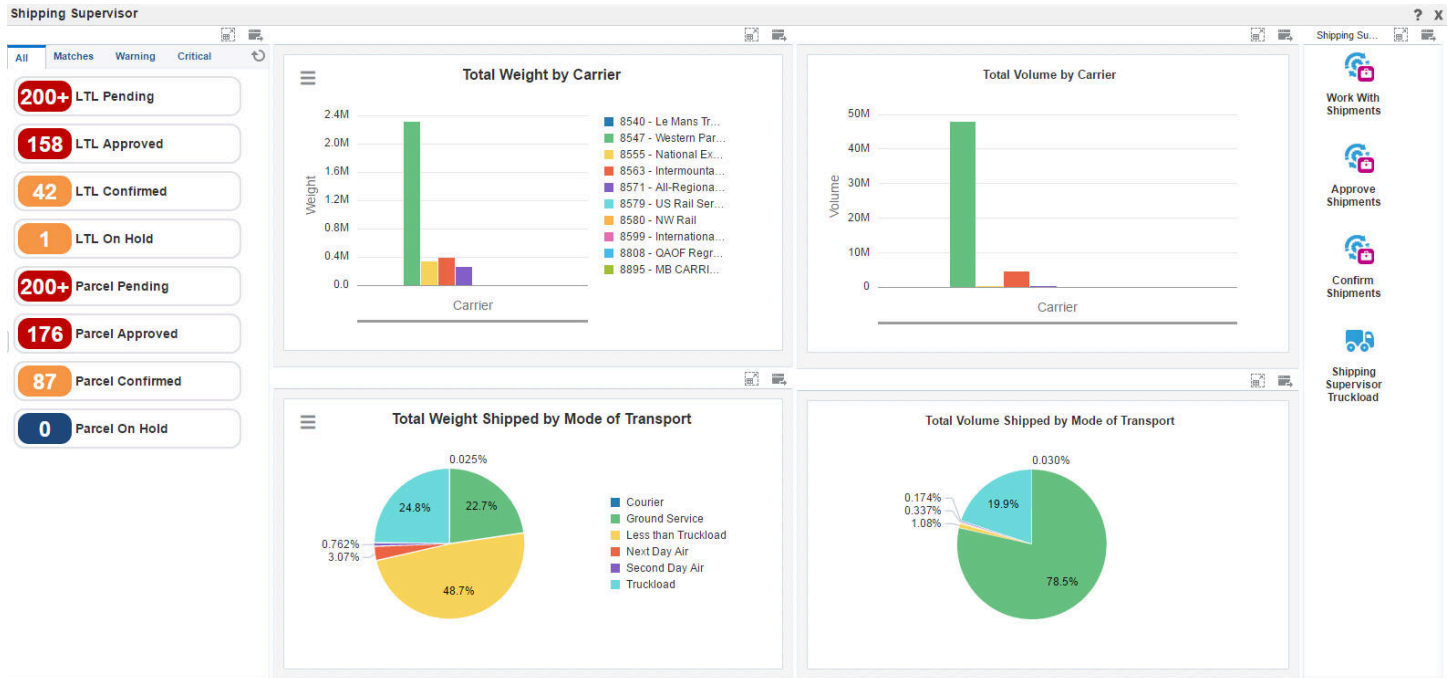 Shipping Supervisor
? X
All Matches Warning Critical
200+ LTL Pending
158 LTL Approved
42 LTL Confirmed
1 LTL On Hold
200+ Parcel Pending
176 Parcel Approved
87 Parcel Confirmed
0 Parcel On Hold
Total Weight by Carrier
2.4M
2.0M
1.6M
1.2M
0.8M
0.4M
0.0
Weight
Carrier
8540 - Le Mans Tr...
8547 - Western Par...
8555 - National Ex...
8563 - Intermounta...
8571 - All-Regiona...
8579 - US Rail Ser...
8580 - NW Rail
8599 - Internationa...
8808 - QAOF Regr...
8895 - MB CARRI...
Total Volume by Carrier
50M
40M
30M
20M
10M
0
Volume
Carrier
Total Weight Shipped by Mode of Transport
0.025%
24.8%
22.7%
0.762%
3.07%
48.7%
Courier
Ground Service
Less than Truckload
Next Day Air
Second Day Air
Truckload
Total Volume Shipped by Mode of Transport
0.030%
0.174%
0.337%
1.08%
19.9%
78.5%
Shipping Su...
Work With
Shipments
Approve
Shipments
Confirm
Shipments
Shipping
Supervisor
Truckload